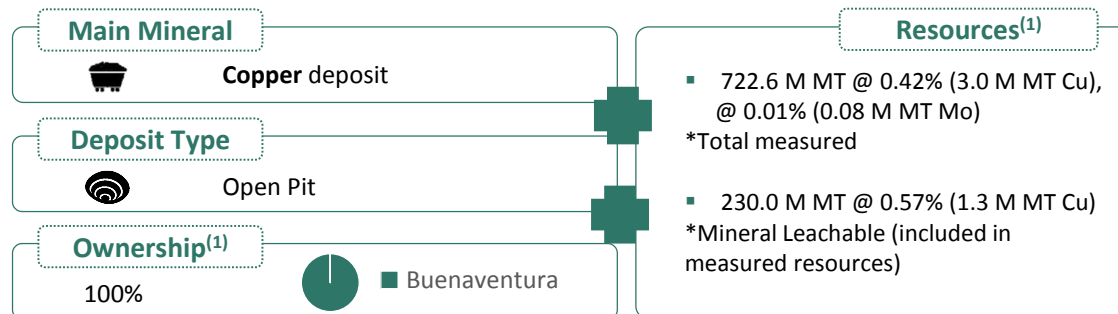 Main Mineral
Copper deposit
Deposit Type
Open Pit
Ownership(1)
100%
Buenaventura
Resources(1)
▪ 722.6 M MT @ 0.42% (3.0 M MT Cu),
@ 0.01% (0.08 M MT Mo)
*Total measured
▪ 230.0 M MT @ 0.57% (1.3 M MT Cu)
*Mineral Leachable (included in
measured resources)